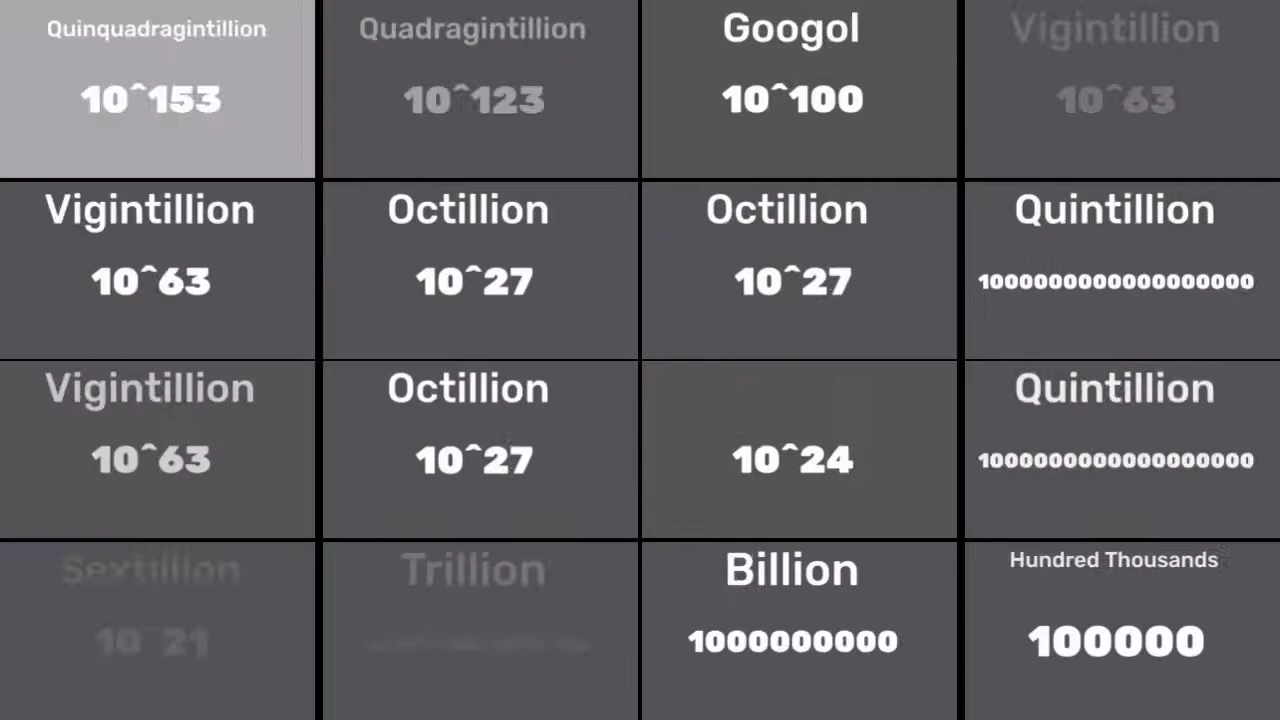 Quinquadragintillion
10^153
Quadragintillion
10^123
Googol
10^100
Vigintillion
10^63
Vigintillion
10^63
Octillion
10^27
Octillion
10^27
Quintillion
1000000000000000000
Vigintillion
10^63
Octillion
10^27
10^24
Quintillion
1000000000000000000
Sextillion
10^21
Trillion
Billion
1000000000
Hundred Thousands
100000